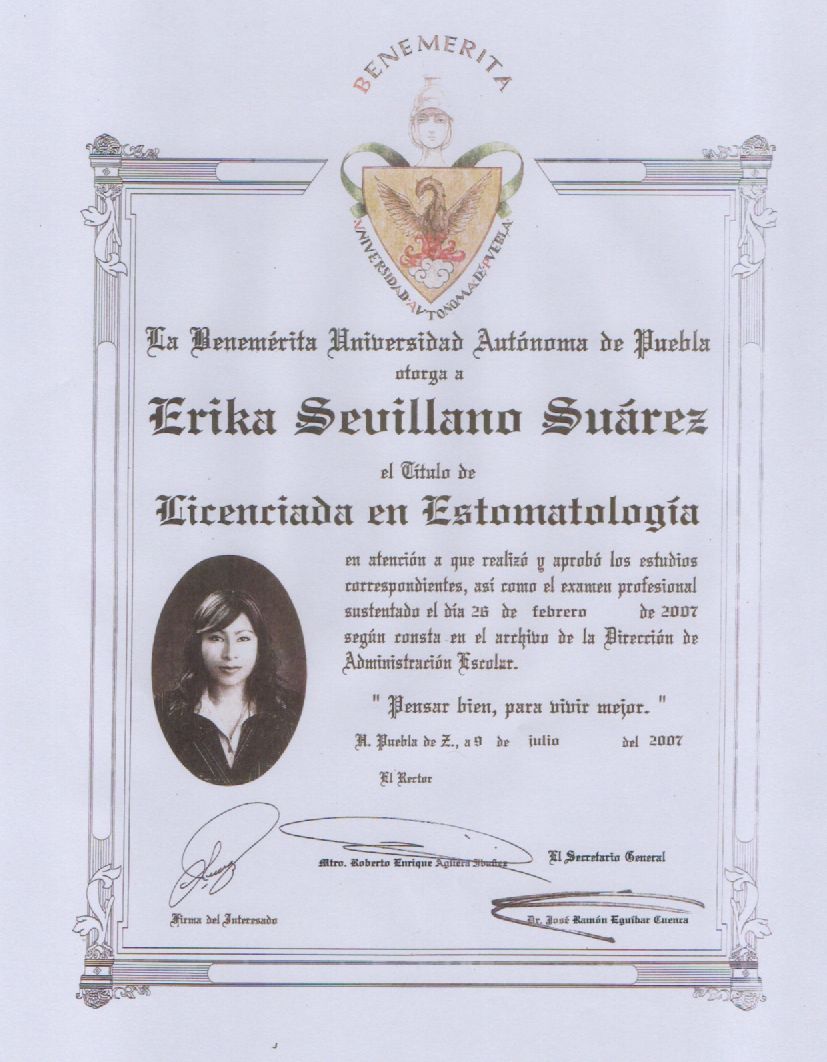 BENEMERITA
UNIVERSIDAD AVTONOMA DE PVEBLA
La Benemérita Universidad Autónoma de Puebla
otorga a
Erika Sevillano Suárez
el Título de
Licenciada en Estomatología
en atención a que realizó y aprobó los estudios
correspondientes, así como el examen profesional
sustentado el día 26 de febrero de 2007
según consta en el archivo de la Dirección de
Administración Escolar.
" Pensar bien, para vivir mejor. "
H. Puebla de Z., a 9 de julio del 2007
El Rector
Mtro. Roberto Enrique Agüera Ibáñez
El Secretario General
Firma del Interesado
Dr. José Ramón Eguibar Cuenca